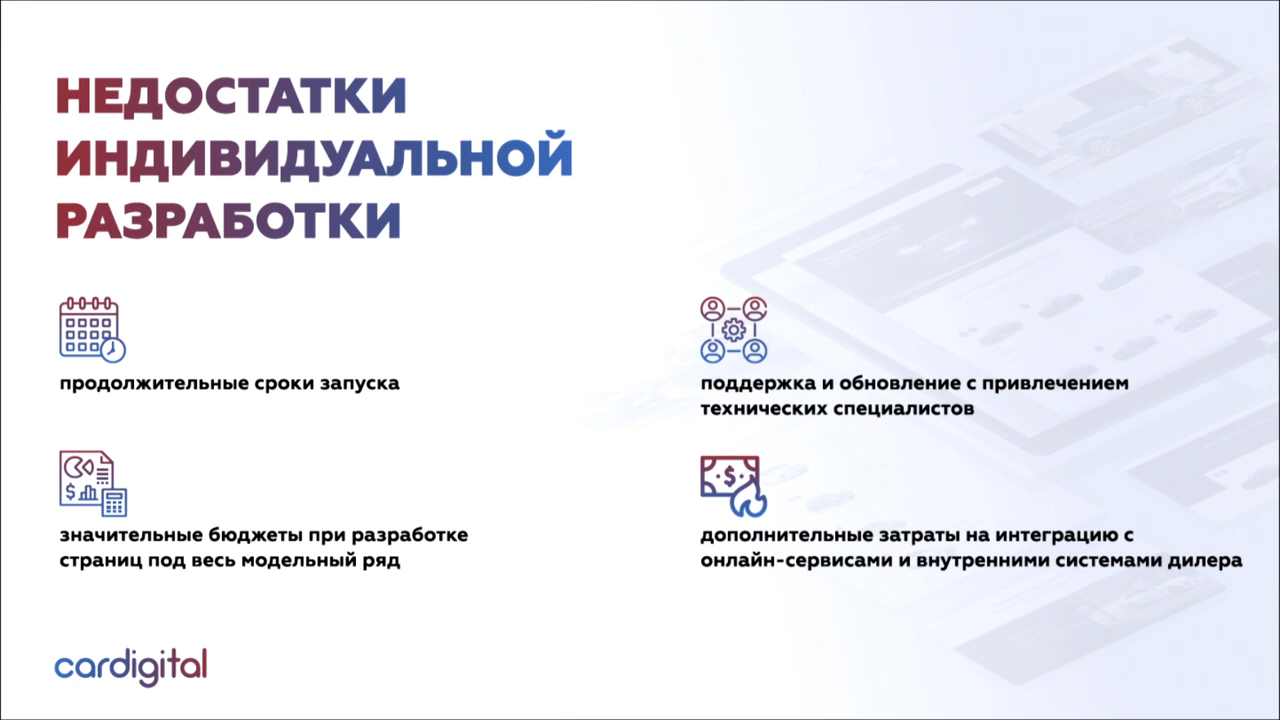 НЕДОСТАТКИ
ИНДИВИДУАЛЬНОЙ
РАЗРАБОТКИ
продолжительные сроки запуска
поддержка и обновление с привлечением
технических специалистов
значительные бюджеты при разработке
страниц под весь модельный ряд
дополнительные затраты на интеграцию с
онлайн-сервисами и внутренними системами дилера
cardigital